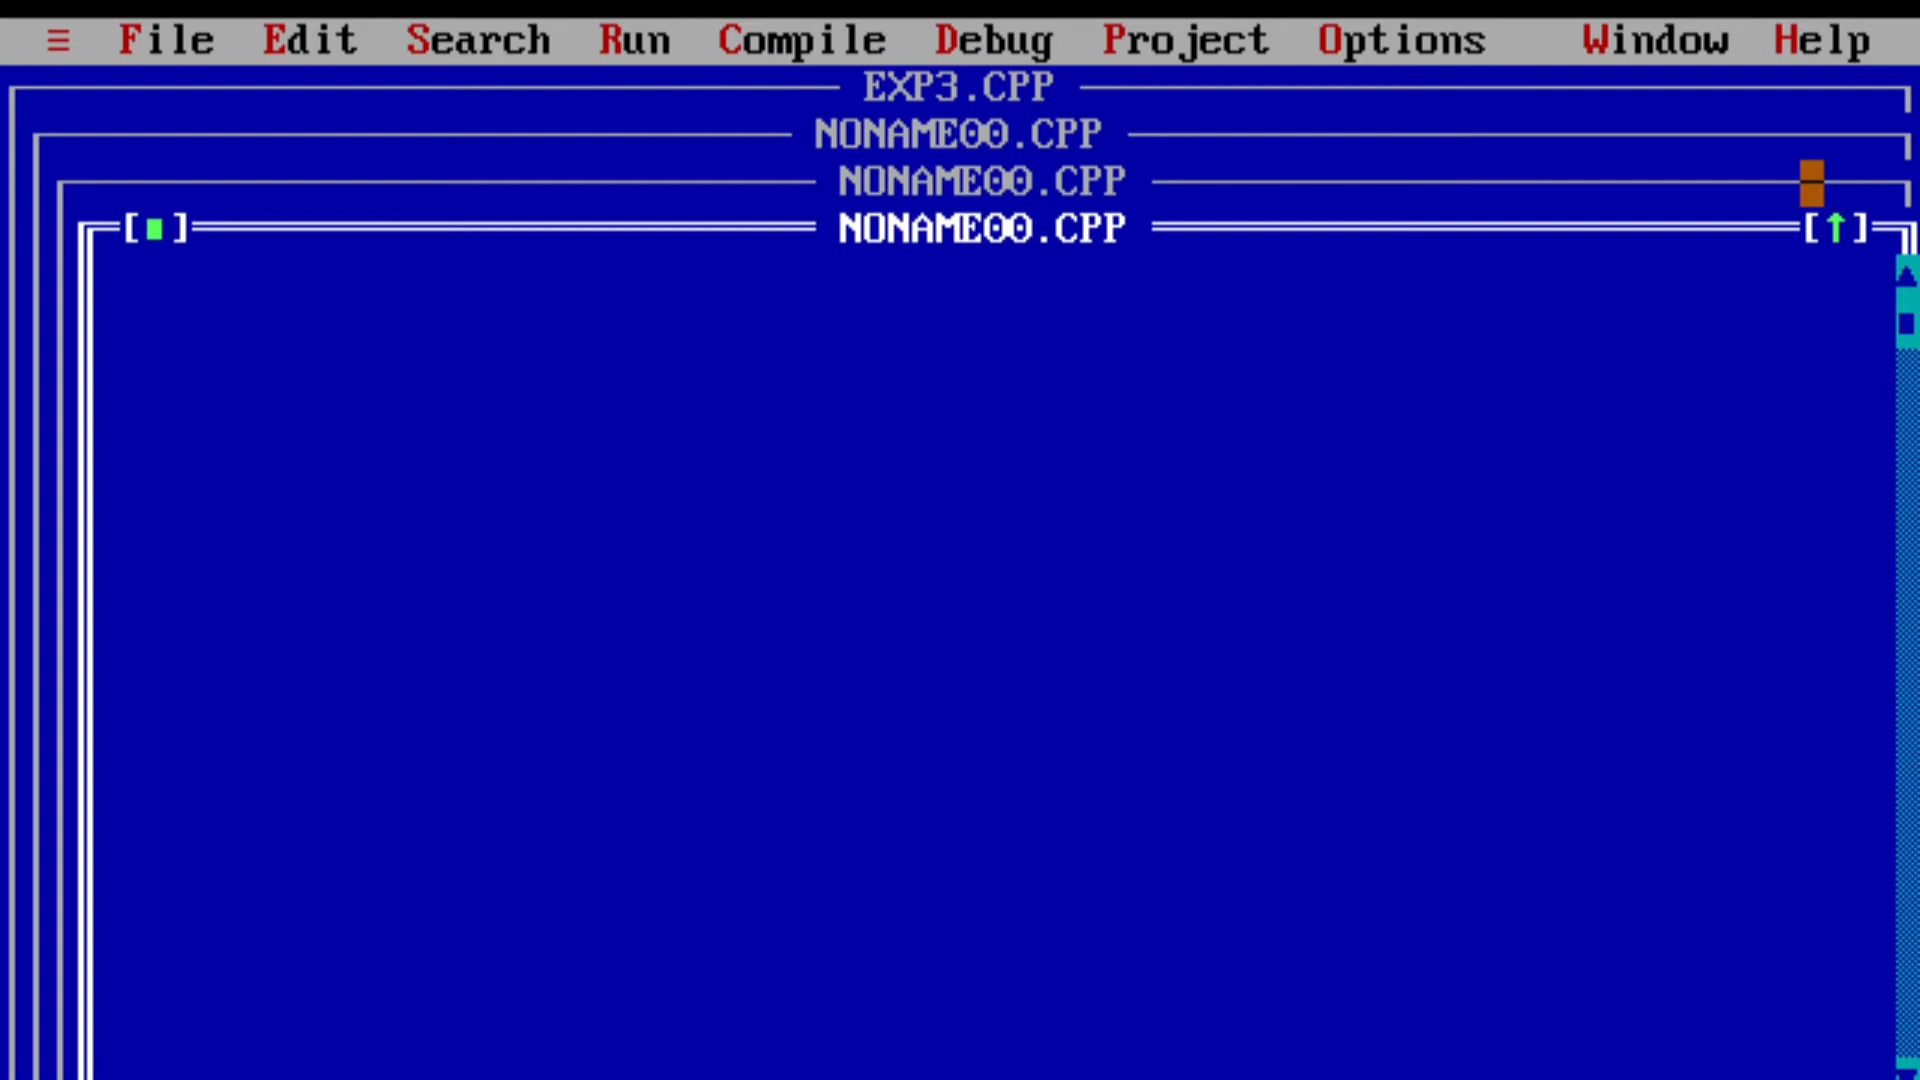 ≡ File Edit Search Run Compile Debug Project Options Window Help
EXP3.CPP
NONAME00.CPP
NONAME00.CPP
[■] NONAME00.CPP [↑]